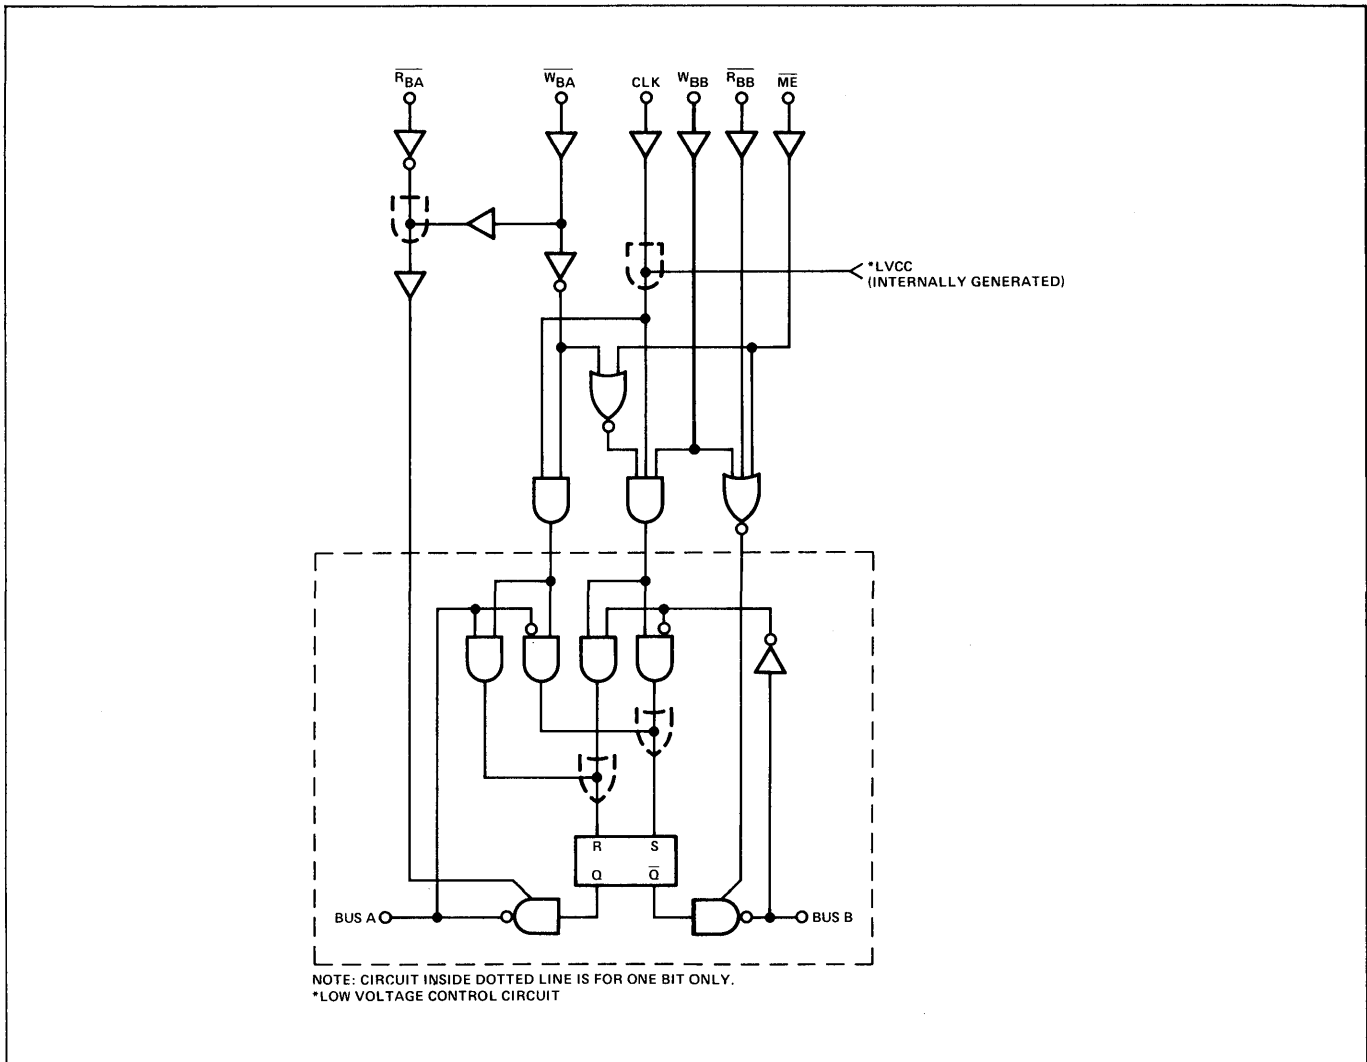 R̅B̅A̅ W̅B̅A̅ CLK WBB R̅B̅B̅ M̅E̅
*LVCC
(INTERNALLY GENERATED)
R S
Q Q̅
BUS A BUS B
NOTE: CIRCUIT INSIDE DOTTED LINE IS FOR ONE BIT ONLY.
*LOW VOLTAGE CONTROL CIRCUIT